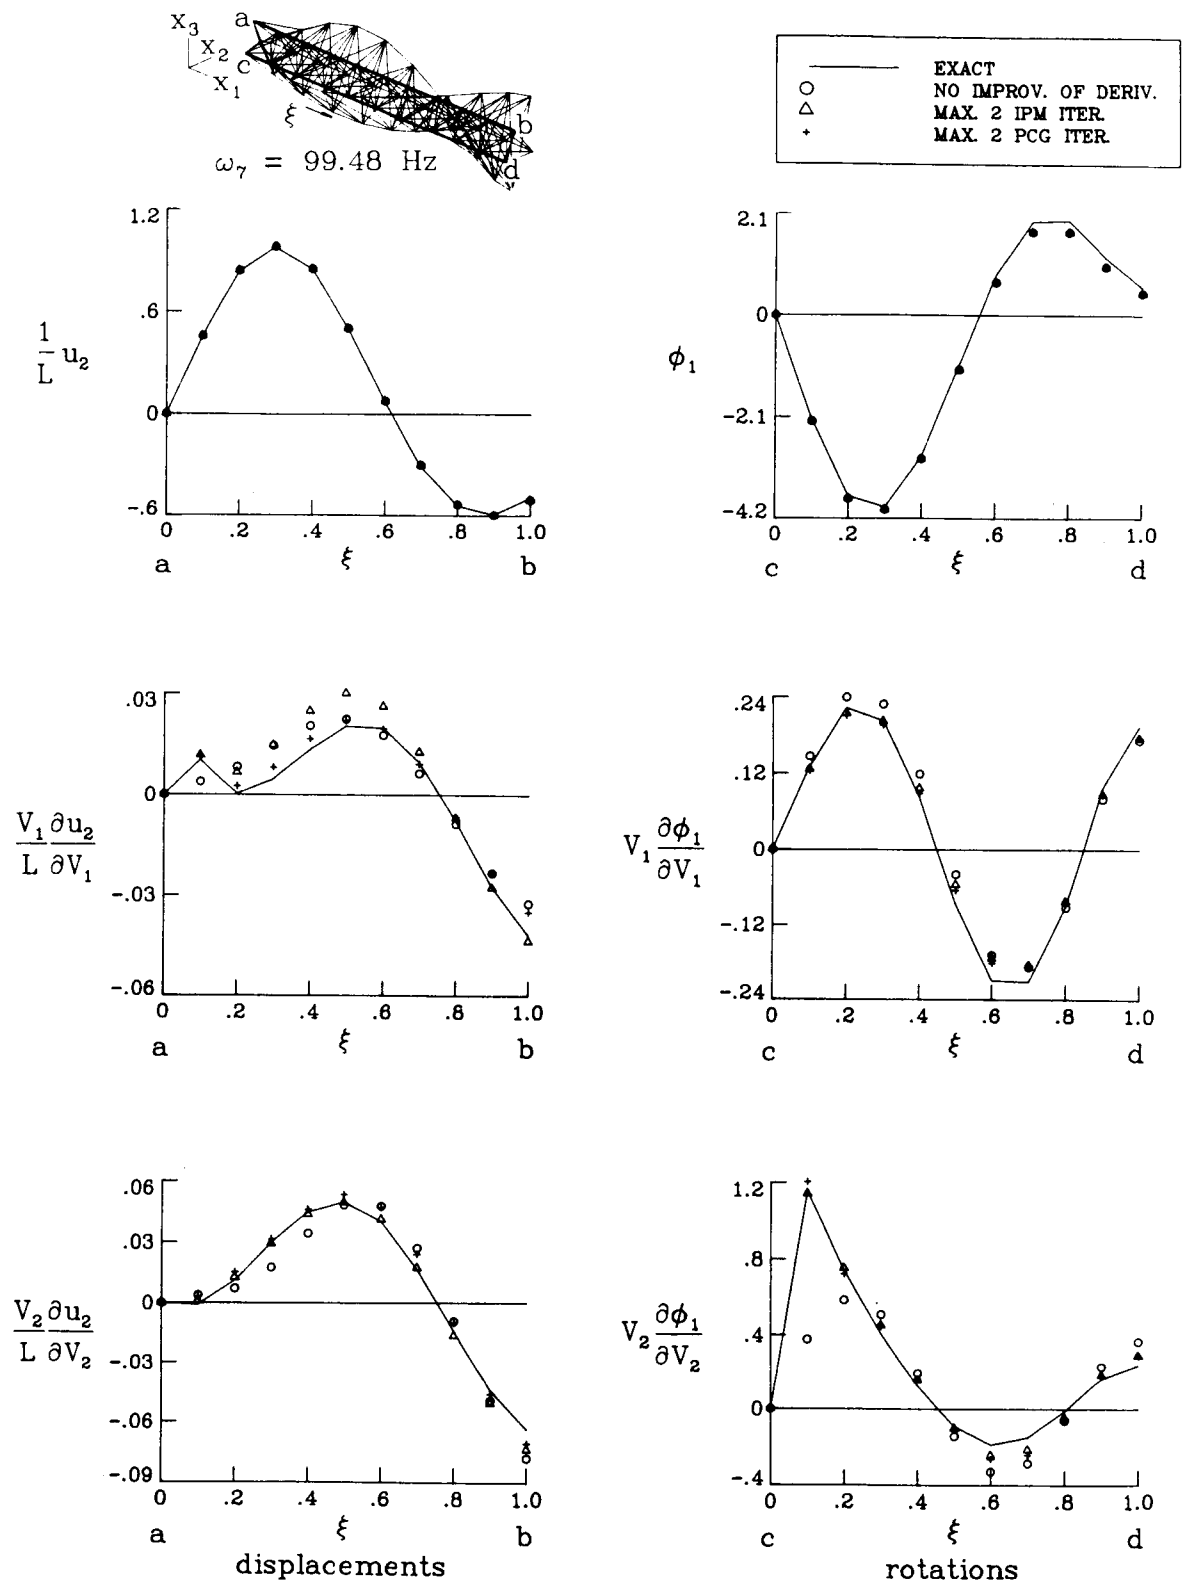 X₃
a
X₂
c
X₁
ξ
b
d
ω₇ = 99.48 Hz
EXACT
NO IMPROV. OF DERIV.
MAX. 2 IPM ITER.
MAX. 2 PCG ITER.
1.2
.6
0
-.6
1/L u₂
0 .2 .4 .6 .8 1.0
a ξ b
2.1
0
-2.1
-4.2
ϕ₁
0 .2 .4 .6 .8 1.0
c ξ d
.03
0
-.03
-.06
V₁/L ∂u₂/∂V₁
0 .2 .4 .6 .8 1.0
a ξ b
.24
.12
0
-.12
-.24
V₁ ∂ϕ₁/∂V₁
0 .2 .4 .6 .8 1.0
c ξ d
.06
.03
0
-.03
-.06
-.09
V₂/L ∂u₂/∂V₂
0 .2 .4 .6 .8 1.0
a ξ b
displacements
1.2
.8
.4
0
-.4
V₂ ∂ϕ₁/∂V₂
0 .2 .4 .6 .8 1.0
c ξ d
rotations